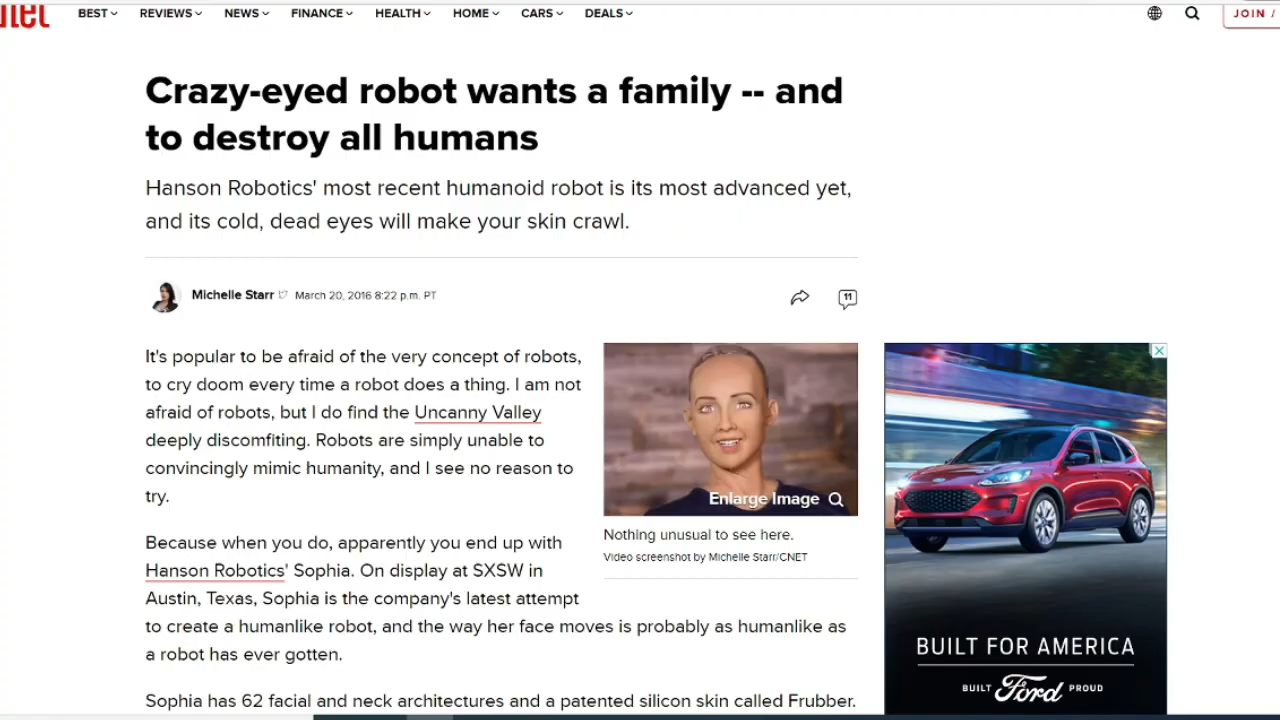 BEST REVIEWS NEWS FINANCE HEALTH HOME CARS DEALS JOIN /
Crazy-eyed robot wants a family -- and
to destroy all humans
Hanson Robotics' most recent humanoid robot is its most advanced yet,
and its cold, dead eyes will make your skin crawl.
Michelle Starr March 20, 2016 8:22 p.m. PT
11
It's popular to be afraid of the very concept of robots,
to cry doom every time a robot does a thing. I am not
afraid of robots, but I do find the Uncanny Valley
deeply discomfiting. Robots are simply unable to
convincingly mimic humanity, and I see no reason to
try.
Enlarge Image
Nothing unusual to see here.
Video screenshot by Michelle Starr/CNET
Because when you do, apparently you end up with
Hanson Robotics' Sophia. On display at SXSW in
Austin, Texas, Sophia is the company's latest attempt
to create a humanlike robot, and the way her face moves is probably as humanlike as
a robot has ever gotten.
Sophia has 62 facial and neck architectures and a patented silicon skin called Frubber.
BUILT FOR AMERICA
BUILT Ford PROUD